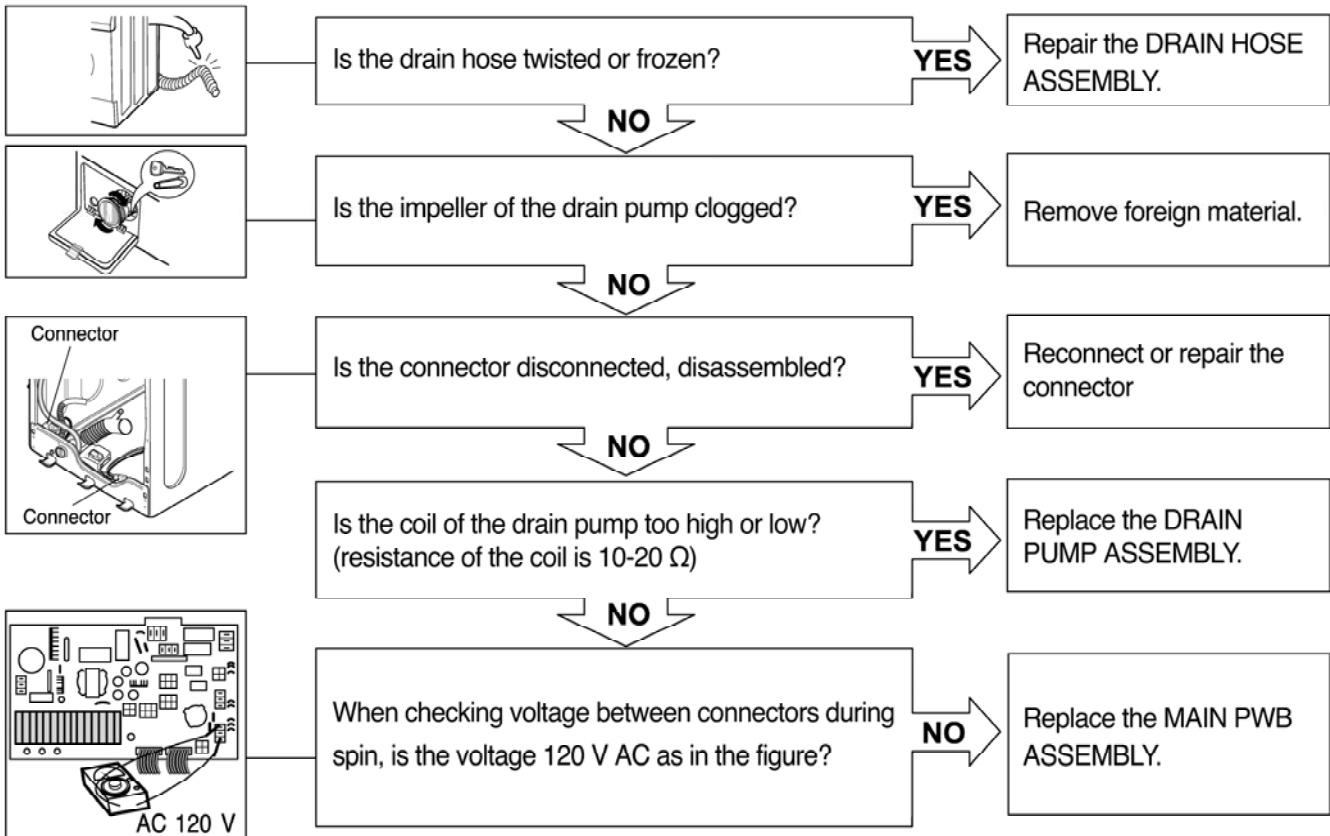 Is the drain hose twisted or frozen?
YES
Repair the DRAIN HOSE
ASSEMBLY.
NO
Is the impeller of the drain pump clogged?
YES
Remove foreign material.
NO
Connector
Connector
Is the connector disconnected, disassembled?
YES
Reconnect or repair the
connector
NO
Is the coil of the drain pump too high or low?
(resistance of the coil is 10-20 Ω)
YES
Replace the DRAIN
PUMP ASSEMBLY.
NO
AC 120 V
When checking voltage between connectors during
spin, is the voltage 120 V AC as in the figure?
NO
Replace the MAIN PWB
ASSEMBLY.